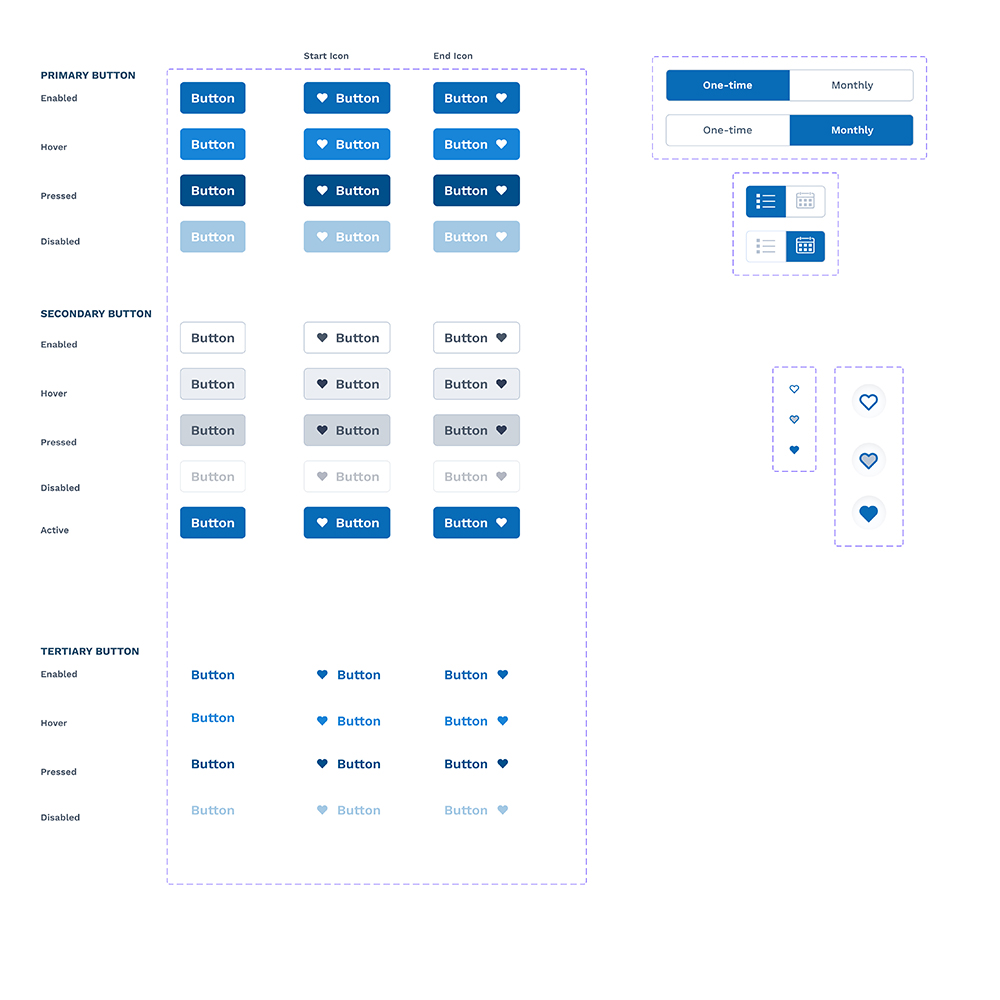 Start Icon End Icon
PRIMARY BUTTON
Enabled Button Button Button
Hover Button Button Button
Pressed Button Button Button
Disabled Button Button Button
SECONDARY BUTTON
Enabled Button Button Button
Hover Button Button Button
Pressed Button Button Button
Disabled Button Button Button
Active Button Button Button
TERTIARY BUTTON
Enabled Button Button Button
Hover Button Button Button
Pressed Button Button Button
Disabled Button Button Button
One-time Monthly
One-time Monthly